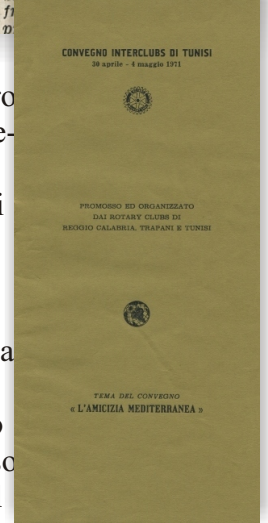 CONVEGNO INTERCLUBS DI TUNISI
30 aprile - 4 maggio 1971
PROMOSSO ED ORGANIZZATO
DAI ROTARY CLUBS DI
REGGIO CALABRIA, TRAPANI E TUNISI
TEMA DEL CONVEGNO
« L'AMICIZIA MEDITERRANEA »